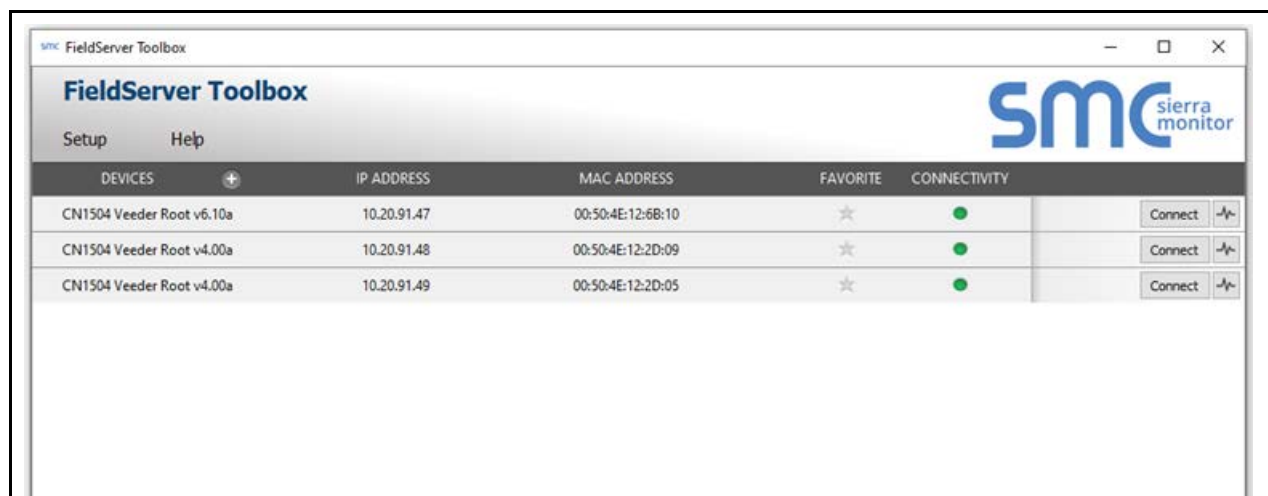 smc FieldServer Toolbox
FieldServer Toolbox
smc sierra monitor
Setup Help
DEVICES IP ADDRESS MAC ADDRESS FAVORITE CONNECTIVITY
CN1504 Veeder Root v6.10a 10.20.91.47 00:50:4E:12:6B:10 Connect
CN1504 Veeder Root v4.00a 10.20.91.48 00:50:4E:12:2D:09 Connect
CN1504 Veeder Root v4.00a 10.20.91.49 00:50:4E:12:2D:05 Connect